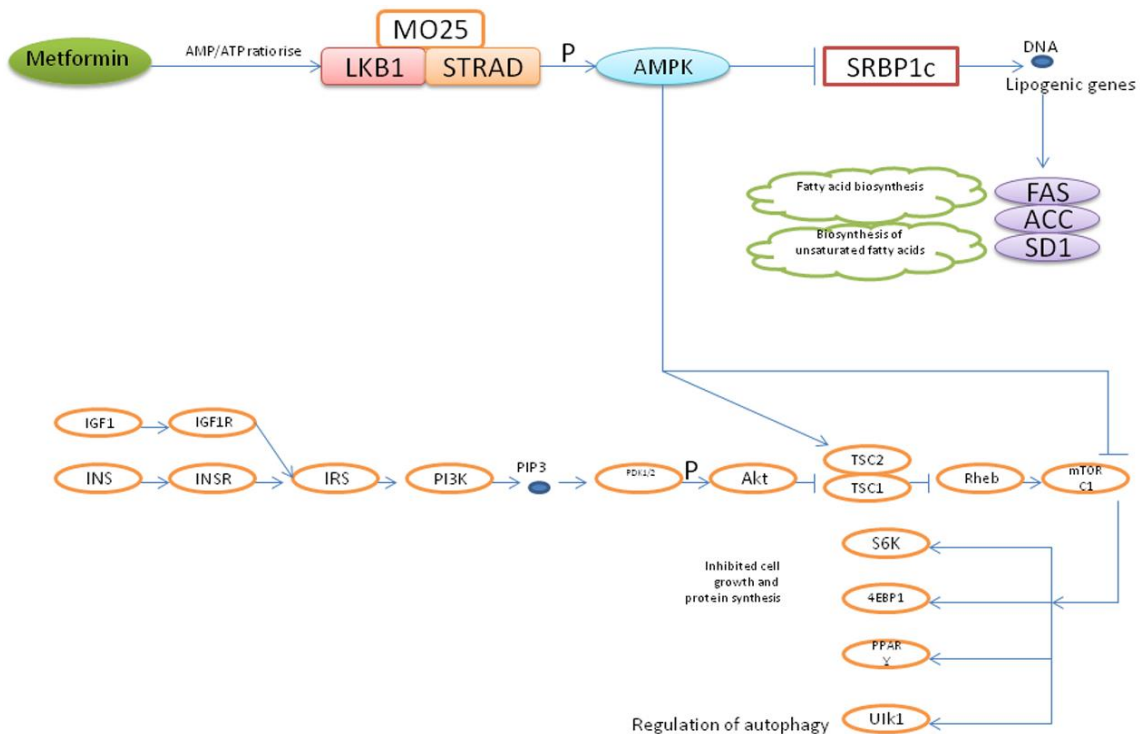 MO25
Metformin
AMP/ATP ratio rise
LKB1
STRAD
P
AMPK
SRBP1c
DNA
Lipogenic genes
Fatty acid biosynthesis
FAS
ACC
Biosynthesis of
unsaturated fatty acids
SD1
IGF1
IGF1R
INS
INSR
IRS
PI3K
PIP3
PDK1/2
P
Akt
TSC2
TSC1
Rheb
mTOR
C1
S6K
Inhibited cell
growth and
protein synthesis
4EBP1
PPAR
γ
Regulation of autophagy
Ulk1